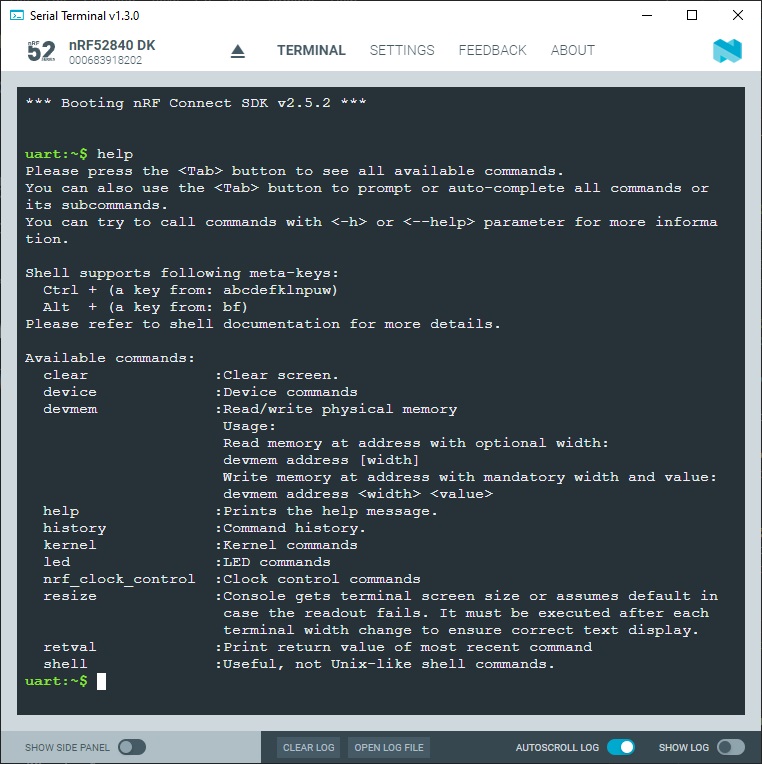 Serial Terminal v1.3.0
nRF
52
SERIES
nRF52840 DK
000683918202
TERMINAL SETTINGS FEEDBACK ABOUT
*** Booting nRF Connect SDK v2.5.2 ***
uart:~$ help
Please press the <Tab> button to see all available commands.
You can also use the <Tab> button to prompt or auto-complete all commands or
its subcommands.
You can try to call commands with <-h> or <--help> parameter for more informa
tion.
Shell supports following meta-keys:
  Ctrl + (a key from: abcdefklnpuw)
  Alt  + (a key from: bf)
Please refer to shell documentation for more details.
Available commands:
  clear              :Clear screen.
  device             :Device commands
  devmem             :Read/write physical memory
                      Usage:
                      Read memory at address with optional width:
                      devmem address [width]
                      Write memory at address with mandatory width and value:
                      devmem address <width> <value>
  help               :Prints the help message.
  history            :Command history.
  kernel             :Kernel commands
  led                :LED commands
  nrf_clock_control  :Clock control commands
  resize             :Console gets terminal screen size or assumes default in
                      case the readout fails. It must be executed after each
                      terminal width change to ensure correct text display.
  retval             :Print return value of most recent command
  shell              :Useful, not Unix-like shell commands.
uart:~$
SHOW SIDE PANEL CLEAR LOG OPEN LOG FILE AUTOSCROLL LOG SHOW LOG